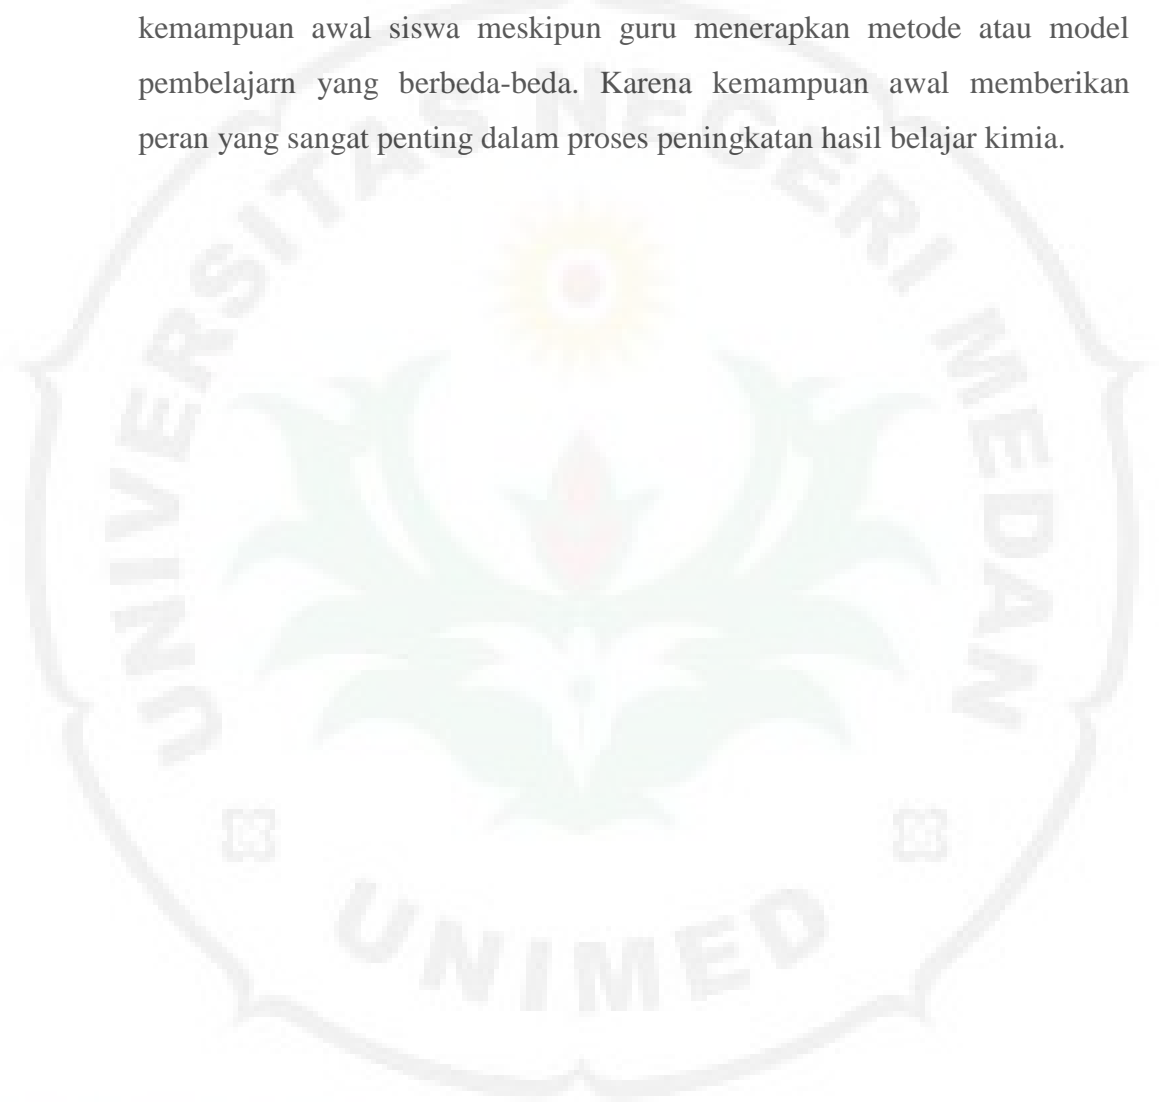 kemampuan awal siswa meskipun guru menerapkan metode atau model
pembelajarn yang berbeda-beda. Karena kemampuan awal memberikan
peran yang sangat penting dalam proses peningkatan hasil belajar kimia.
UNIVERSITAS NEGERI MEDAN
UNIMED